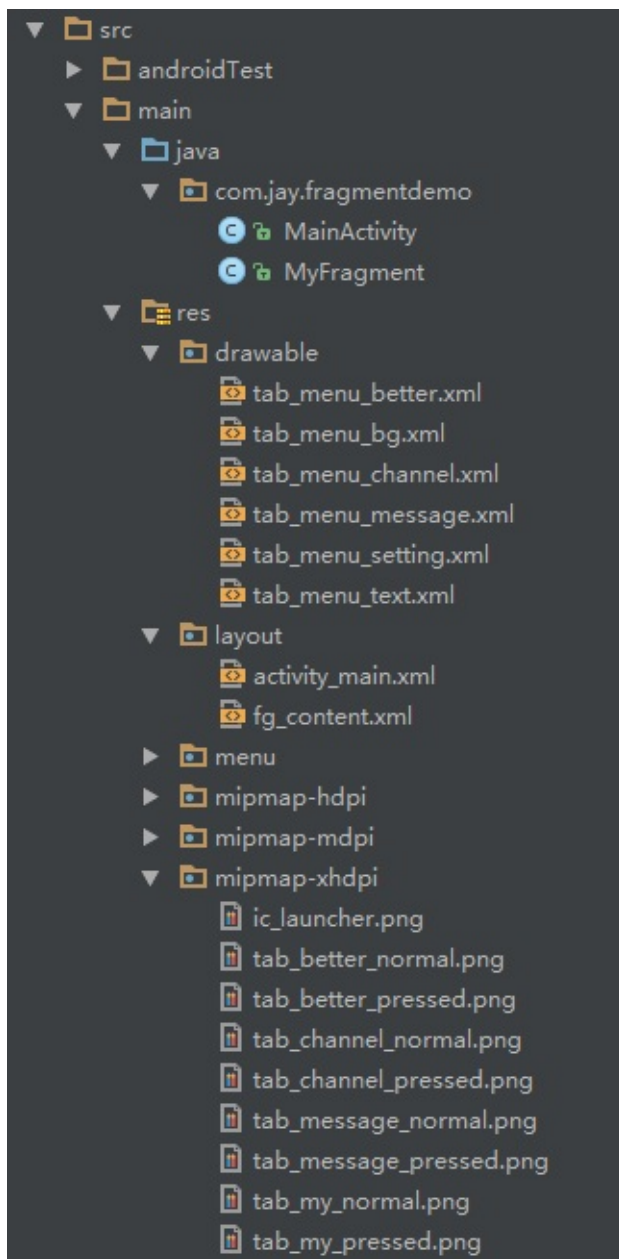 src
androidTest
main
java
com.jay.fragmentdemo
MainActivity
MyFragment
res
drawable
tab_menu_better.xml
tab_menu_bg.xml
tab_menu_channel.xml
tab_menu_message.xml
tab_menu_setting.xml
tab_menu_text.xml
layout
activity_main.xml
fg_content.xml
menu
mipmap-hdpi
mipmap-mdpi
mipmap-xhdpi
ic_launcher.png
tab_better_normal.png
tab_better_pressed.png
tab_channel_normal.png
tab_channel_pressed.png
tab_message_normal.png
tab_message_pressed.png
tab_my_normal.png
tab_my_pressed.png